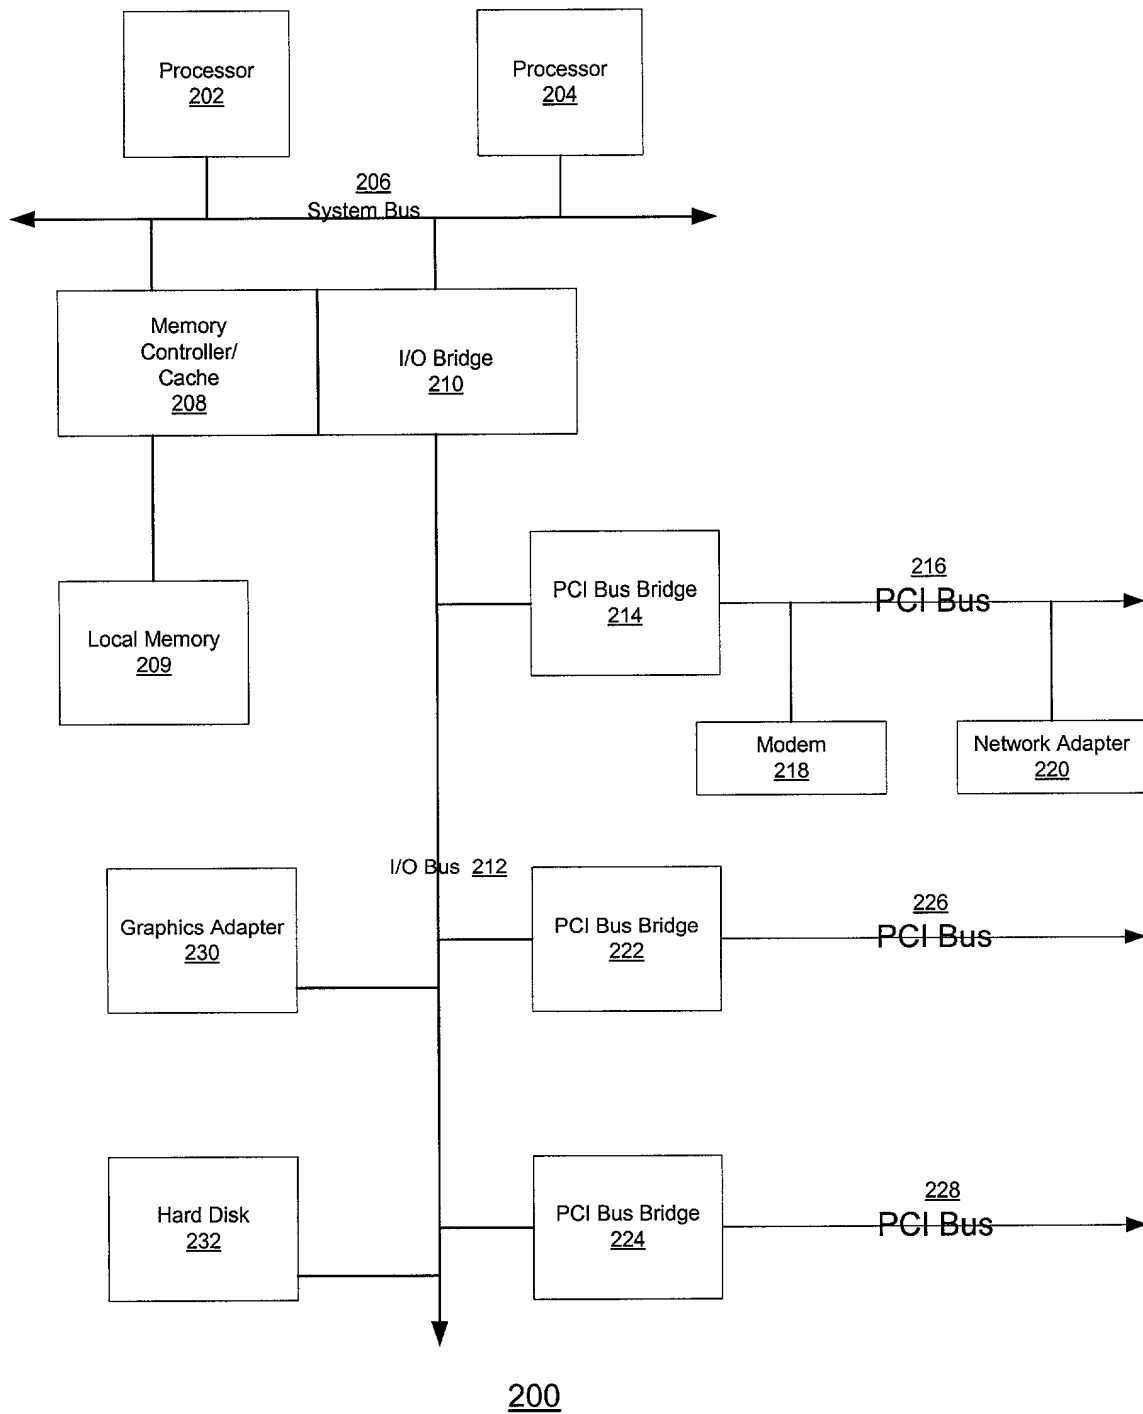 Processor
202
Processor
204
206
System Bus
Memory
Controller/
Cache
208
I/O Bridge
210
PCI Bus Bridge
214
216
PCI Bus
Local Memory
209
Modem
218
Network Adapter
220
I/O Bus 212
Graphics Adapter
230
PCI Bus Bridge
222
226
PCI Bus
Hard Disk
232
PCI Bus Bridge
224
228
PCI Bus
200